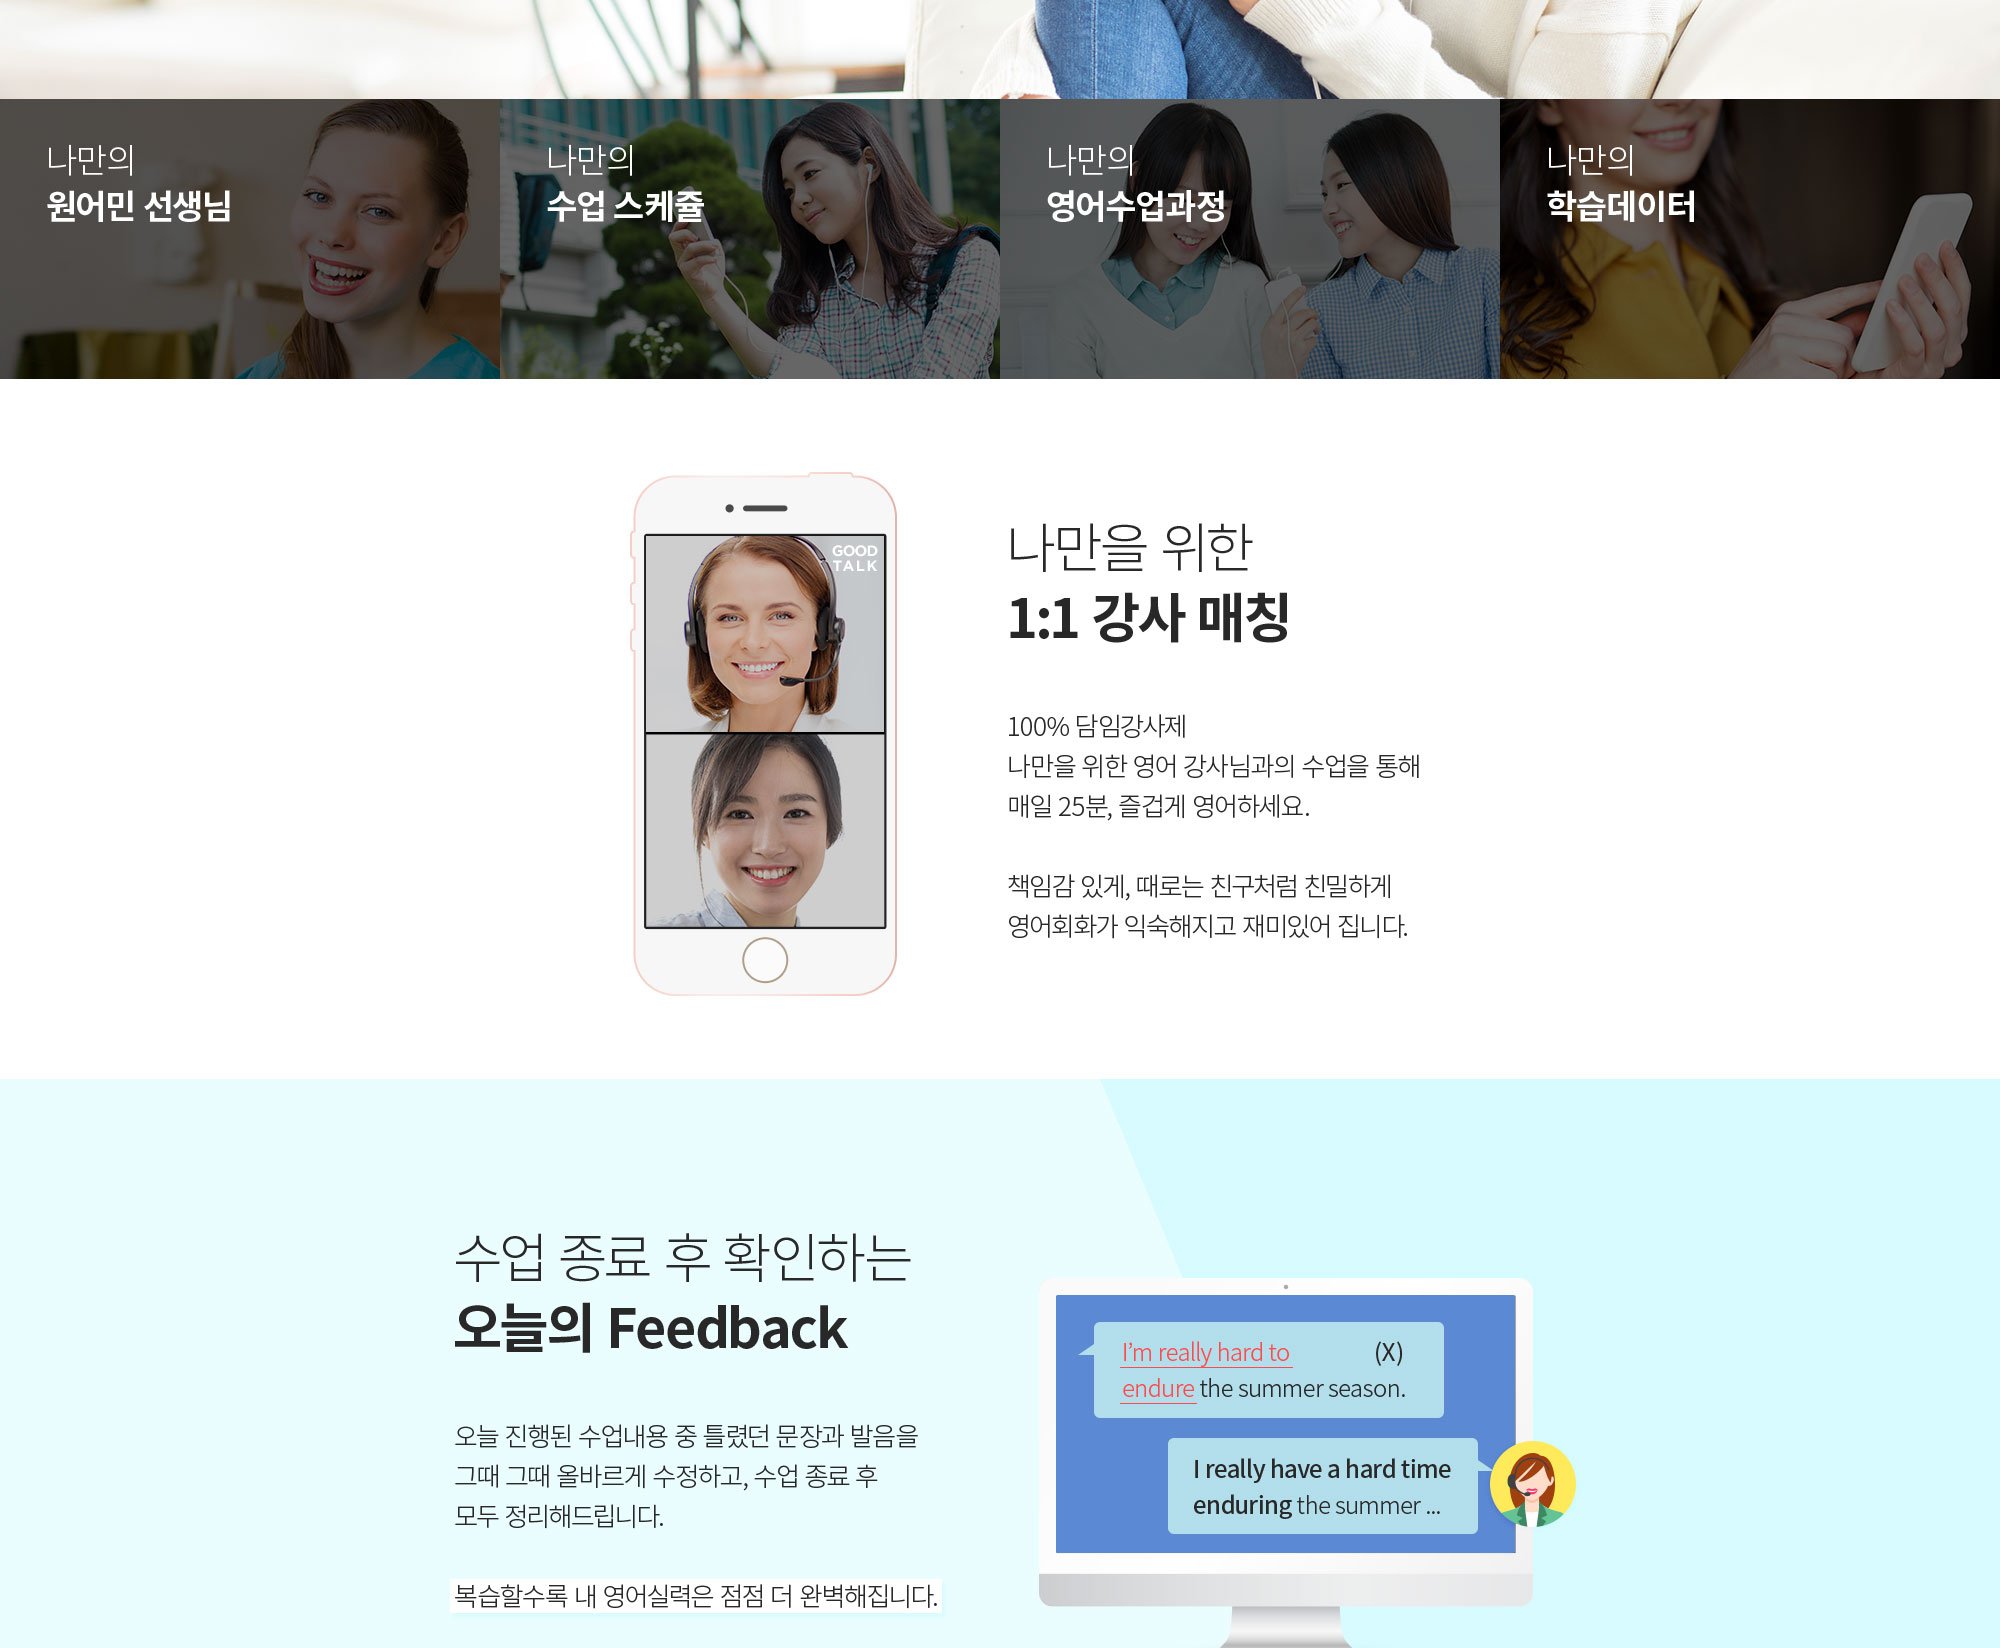 나만의
원어민 선생님
나만의
수업 스케쥴
나만의
영어수업과정
나만의
학습데이터
GOOD
TALK
나만을 위한
1:1 강사 매칭
100% 담임강사제
나만을 위한 영어 강사님과의 수업을 통해
매일 25분, 즐겁게 영어하세요.
책임감 있게, 때로는 친구처럼 친밀하게
영어회화가 익숙해지고 재미있어 집니다.
수업 종료 후 확인하는
오늘의 Feedback
오늘 진행된 수업내용 중 틀렸던 문장과 발음을
그때 그때 올바르게 수정하고, 수업 종료 후
모두 정리해드립니다.
복습할수록 내 영어실력은 점점 더 완벽해집니다.
I’m really hard to (X)
endure the summer season.
I really have a hard time
enduring the summer ...